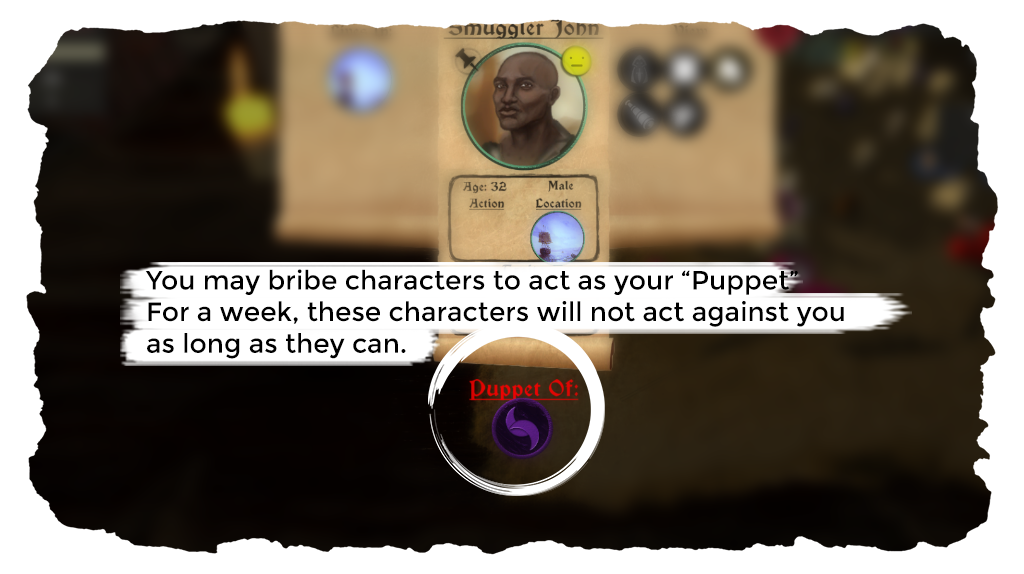 Smuggler John
Age: 32 Male
Action Location
You may bribe characters to act as your “Puppet”
For a week, these characters will not act against you
as long as they can.
Puppet Of: